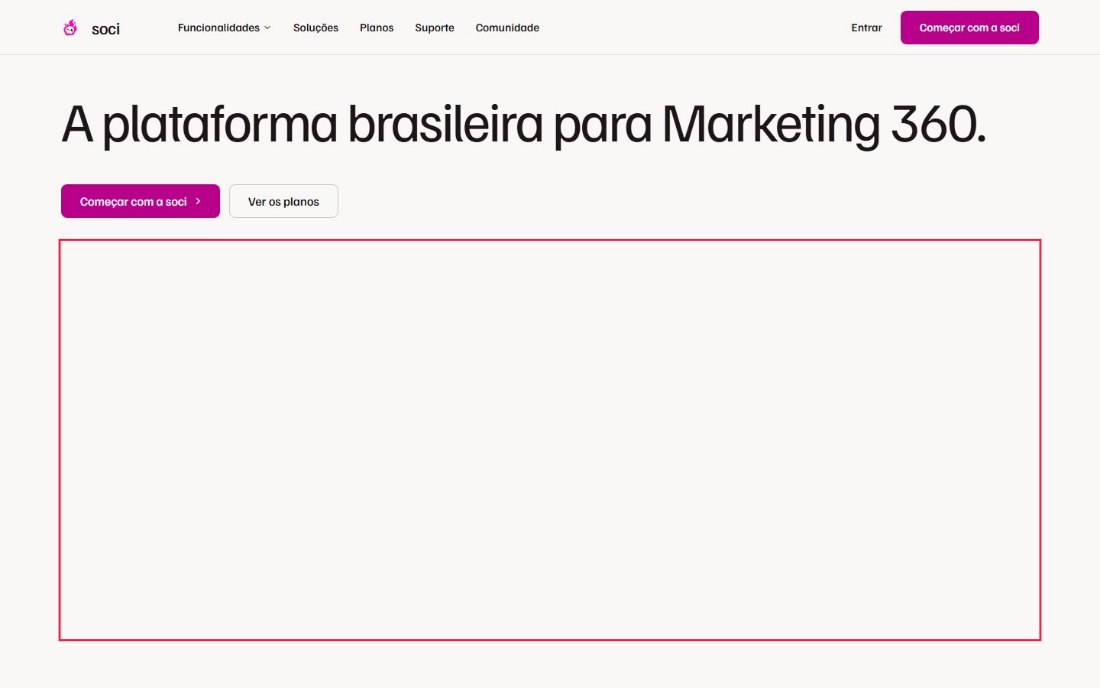 soci
Funcionalidades
Soluções
Planos
Suporte
Comunidade
Entrar
Começar com a soci
A plataforma brasileira para Marketing 360.
Começar com a soci
Ver os planos